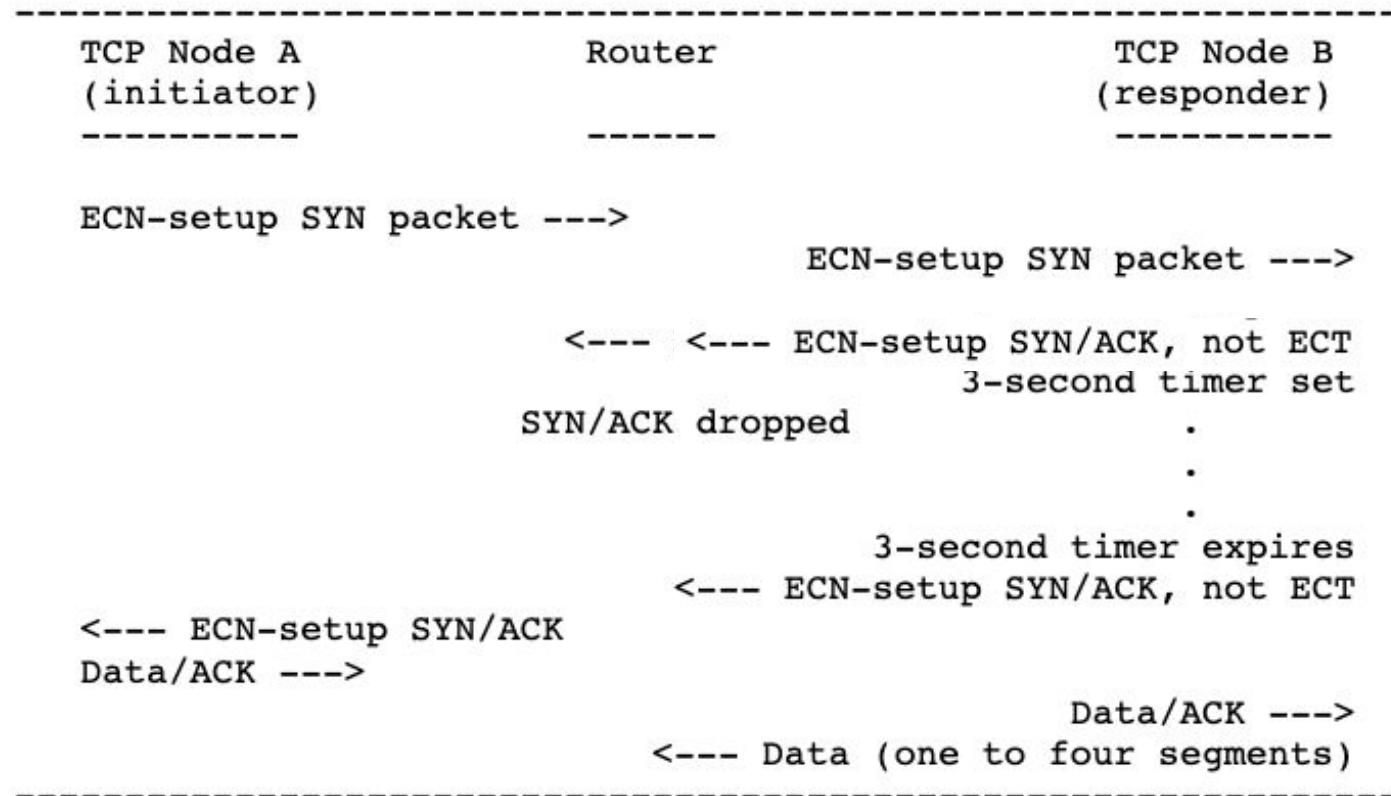 ---------------------------------------------------------------
TCP Node A Router TCP Node B
(initiator) (responder)
---------- ------ ----------
ECN-setup SYN packet --->
ECN-setup SYN packet --->
<--- <--- ECN-setup SYN/ACK, not ECT
3-second timer set
SYN/ACK dropped .
.
.
3-second timer expires
<--- ECN-setup SYN/ACK, not ECT
<--- ECN-setup SYN/ACK
Data/ACK --->
Data/ACK --->
<--- Data (one to four segments)
---------------------------------------------------------------